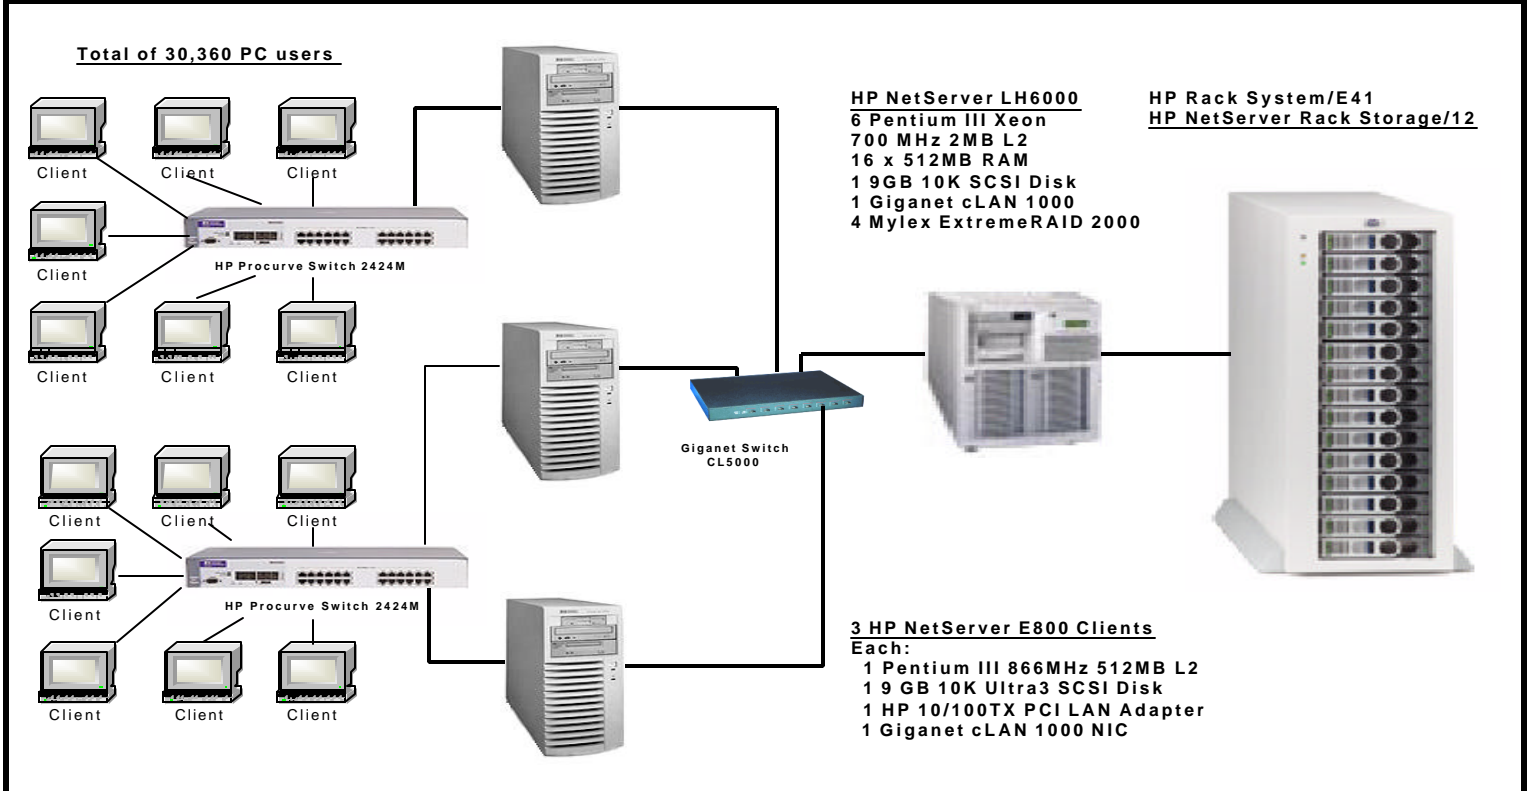 Total of 30,360 PC users
Client
Client
Client
Client
HP Procurve Switch 2424M
Client
Client
Client
Client
Client
Client
Client
HP Procurve Switch 2424M
Client
Client
Client
Giganet Switch
CL5000
HP NetServer LH6000
6 Pentium III Xeon
700 MHz 2MB L2
16 x 512MB RAM
1 9GB 10K SCSI Disk
1 Giganet cLAN 1000
4 Mylex ExtremeRAID 2000
HP Rack System/E41
HP NetServer Rack Storage/12
3 HP NetServer E800 Clients
Each:
1 Pentium III 866MHz 512MB L2
1 9 GB 10K Ultra3 SCSI Disk
1 HP 10/100TX PCI LAN Adapter
1 Giganet cLAN 1000 NIC